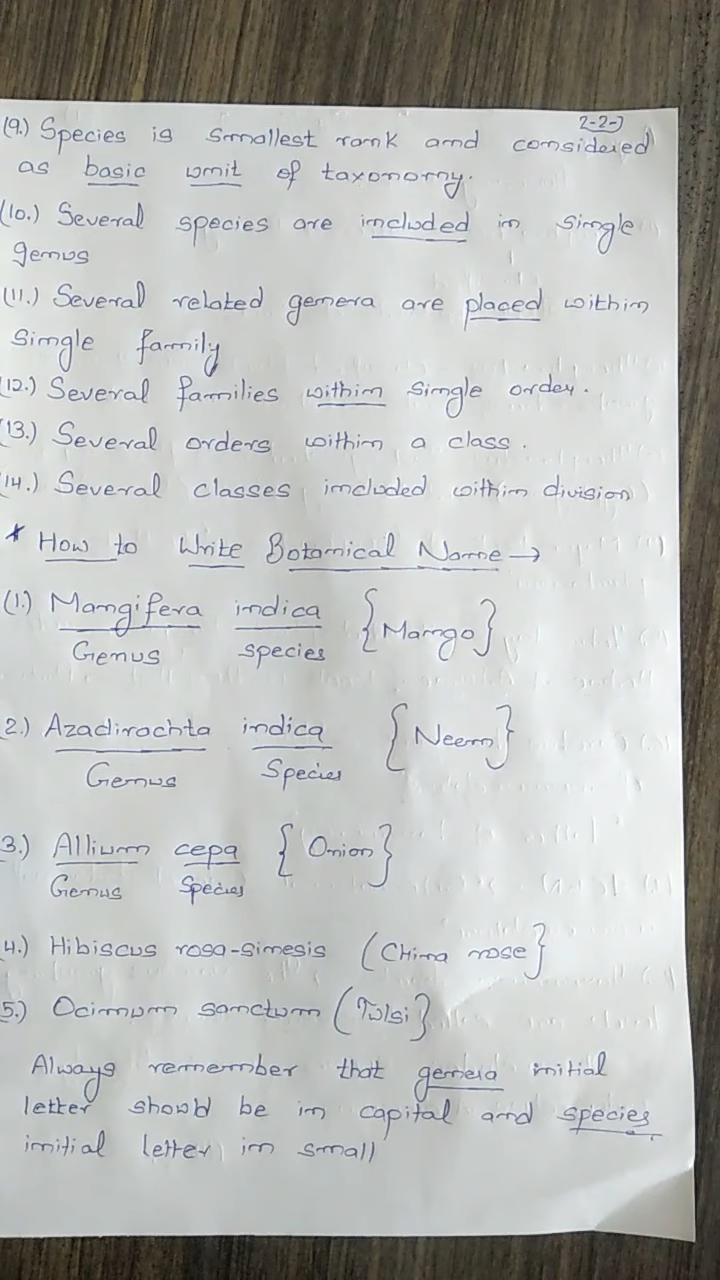 2-2-2
(9.) Species is smallest rank and considered
as basic unit of taxonomy.
(10.) Several species are included in single
genus
(11.) Several related genera are placed within
single family
(12.) Several families within single order.
(13.) Several orders within a class.
(14.) Several classes included within division
* How to Write Botanical Name →
(1.) Mangifera indica {Mango}
Genus species
2.) Azadirachta indica {Neem}
Genus Species
3.) Allium cepa {Onion}
Genus Species
4.) Hibiscus rosa-sinesis (China rose}
5.) Ocimum sanctum (Tulsi}
Always remember that genera initial
letter should be in capital and species
initial letter in small